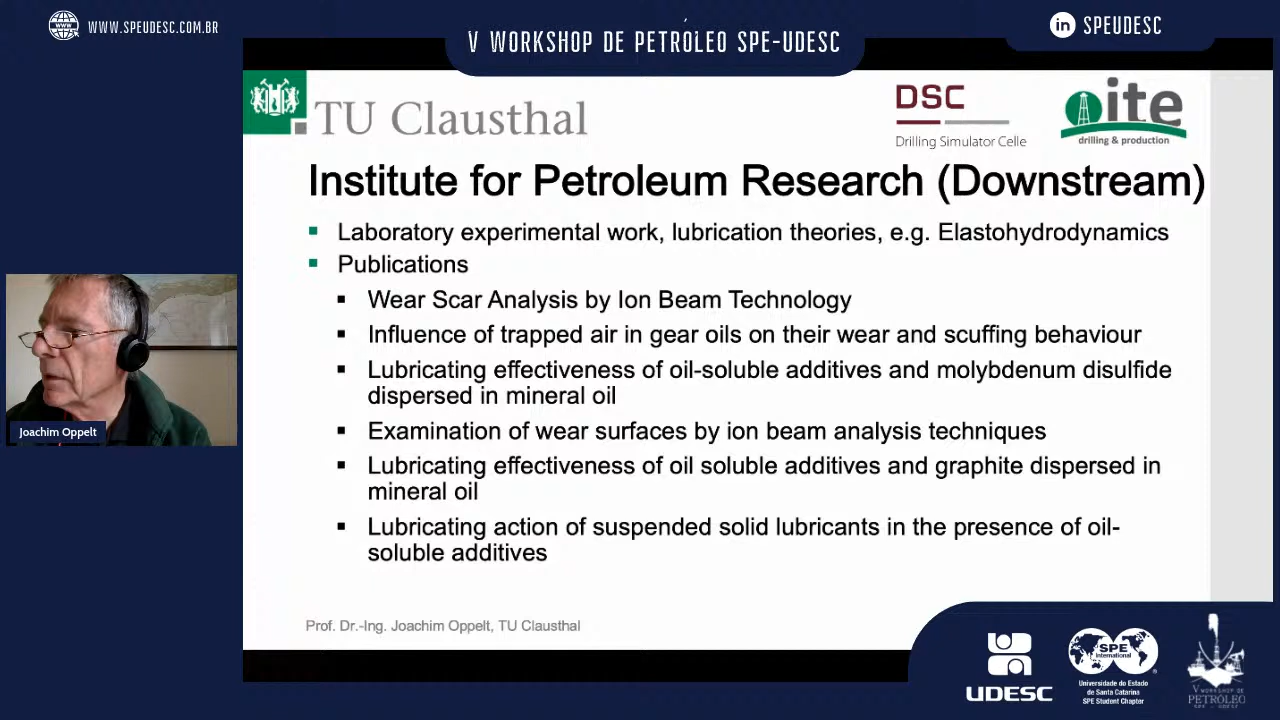 WWW.SPEUDESC.COM.BR
V WORKSHOP DE PETRÓLEO SPE-UDESC
in SPEUDESC
TU Clausthal
DSC
Drilling Simulator Celle
ite
drilling & production
Institute for Petroleum Research (Downstream)
Laboratory experimental work, lubrication theories, e.g. Elastohydrodynamics
Publications
Wear Scar Analysis by Ion Beam Technology
Influence of trapped air in gear oils on their wear and scuffing behaviour
Lubricating effectiveness of oil-soluble additives and molybdenum disulfide
dispersed in mineral oil
Examination of wear surfaces by ion beam analysis techniques
Lubricating effectiveness of oil soluble additives and graphite dispersed in
mineral oil
Lubricating action of suspended solid lubricants in the presence of oil-
soluble additives
Joachim Oppelt
Prof. Dr.-Ing. Joachim Oppelt, TU Clausthal
UDESC
SPE
International
Universidade do Estado
de Santa Catarina
SPE Student Chapter
V WORKSHOP DE
PETRÓLEO
SPE - UDESC